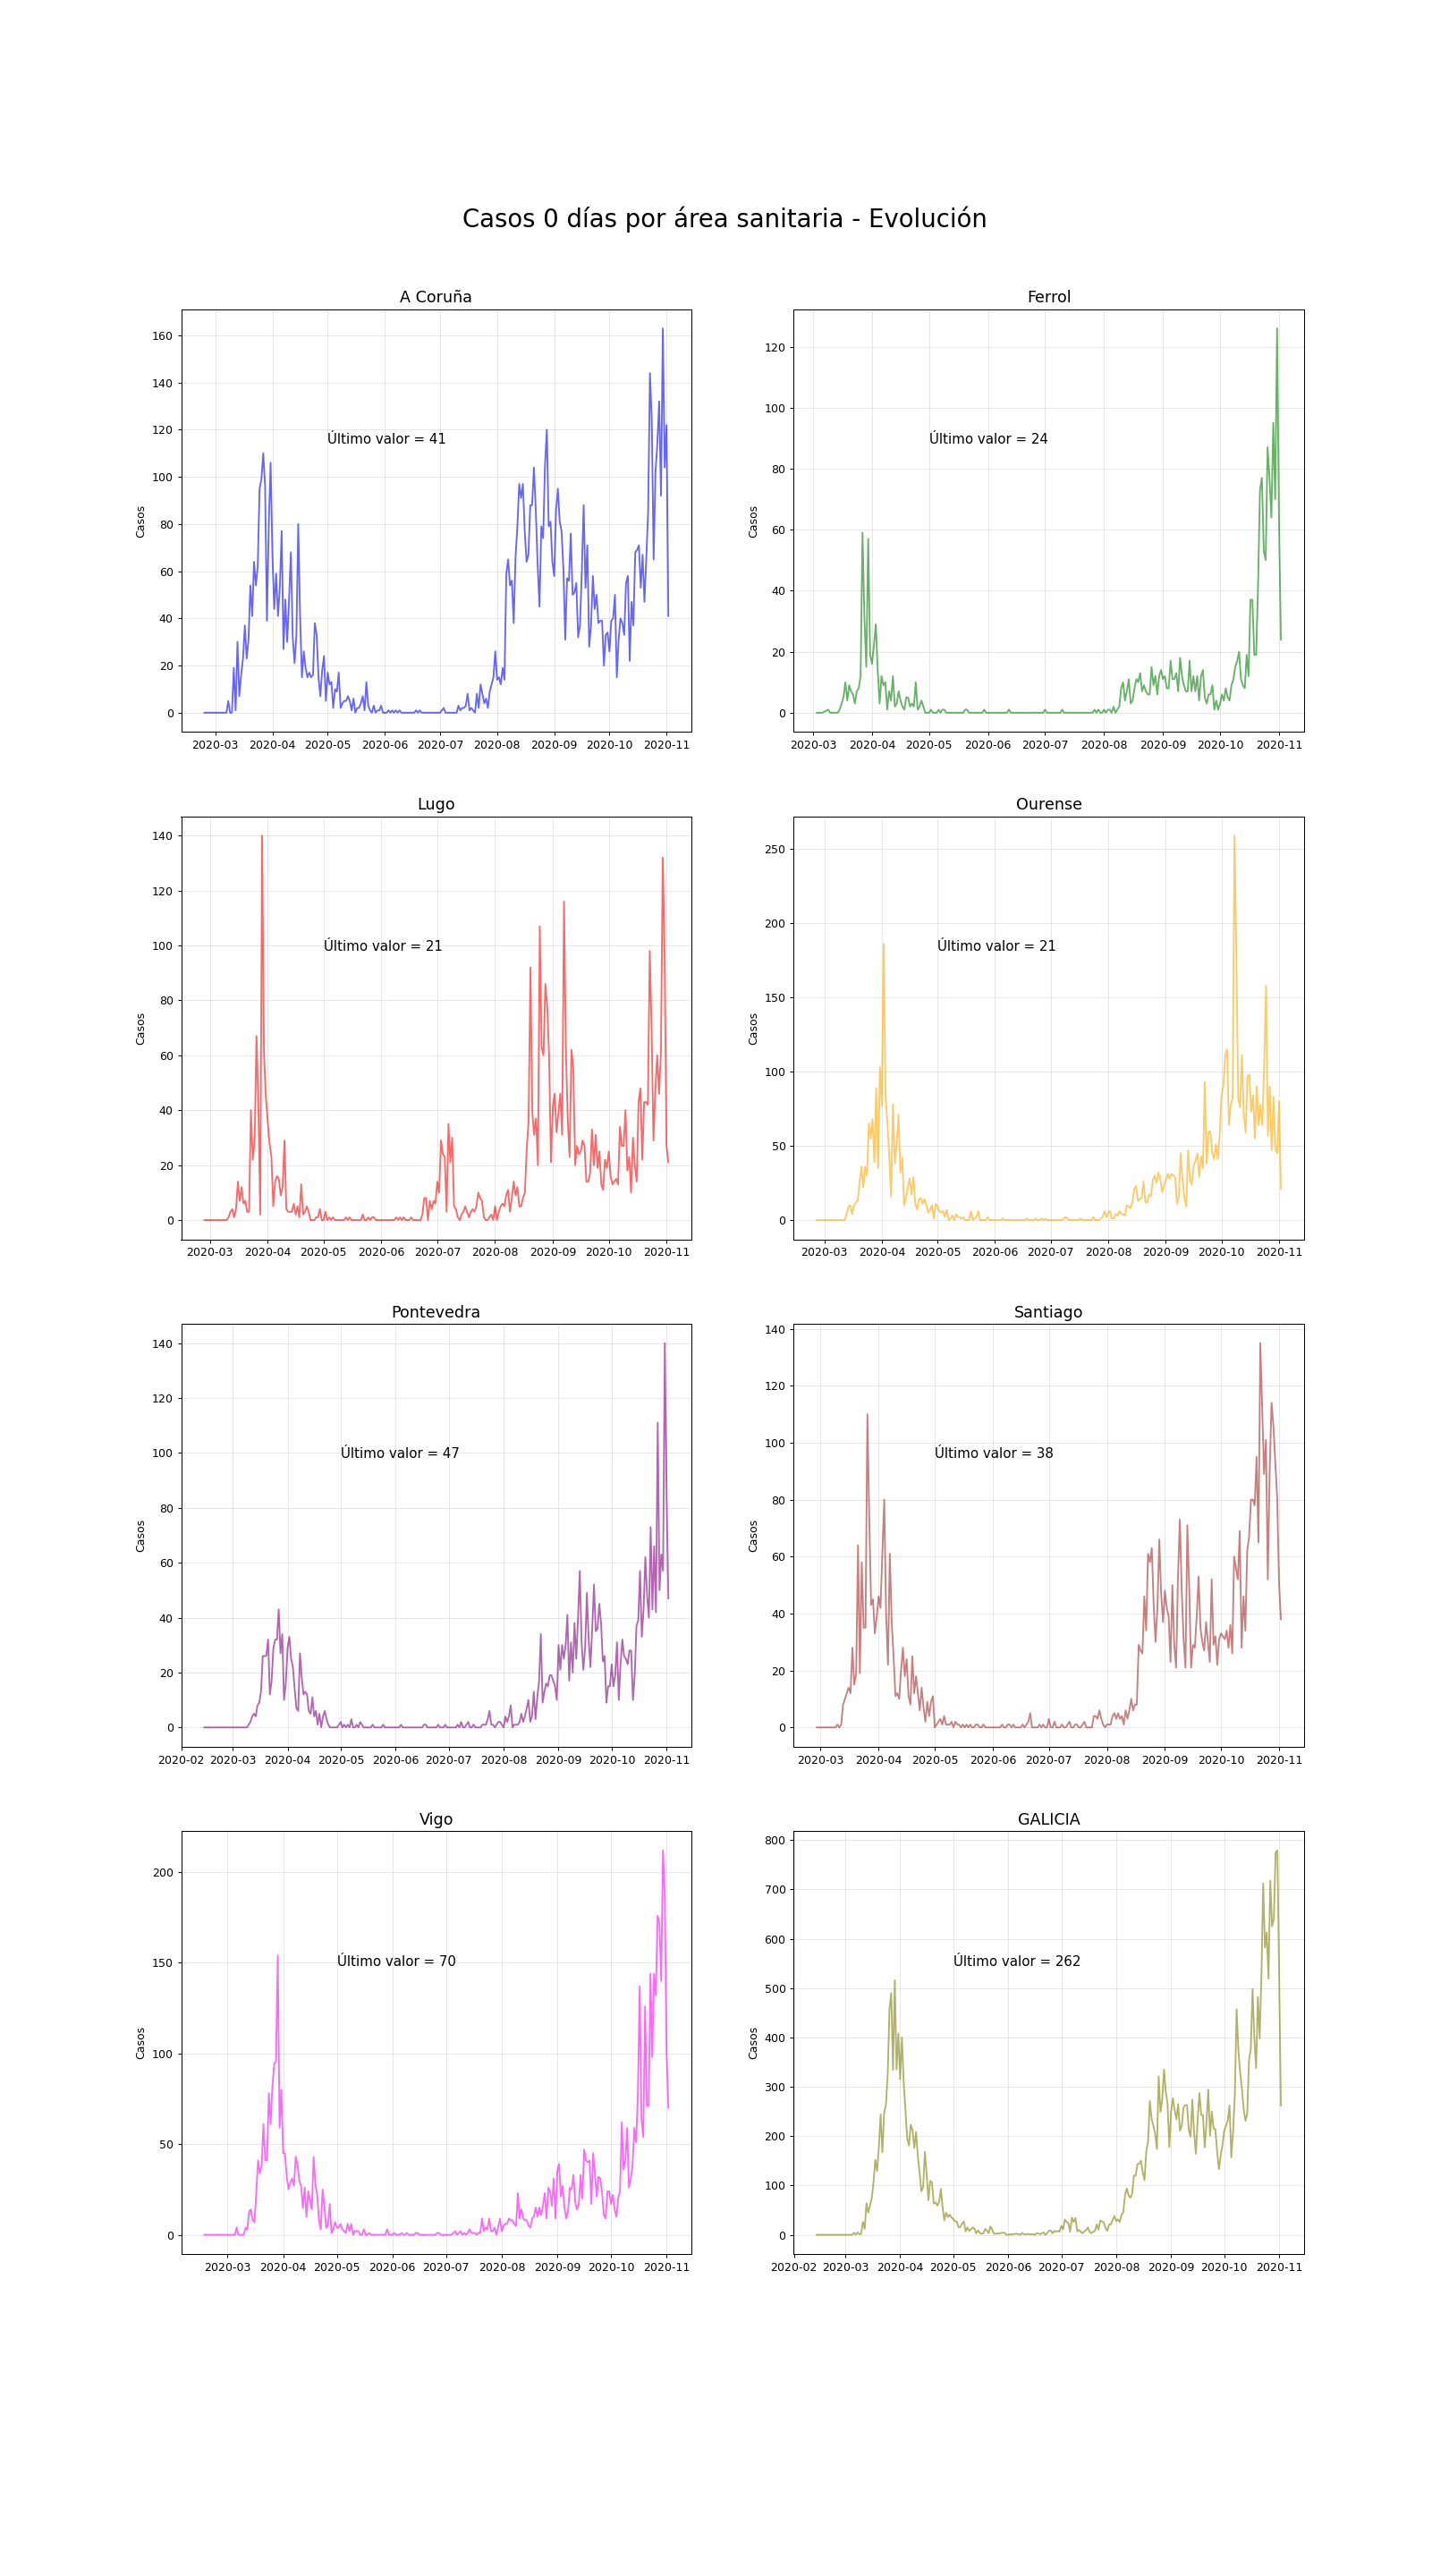 Casos 0 días por área sanitaria - Evolución
A Coruña
160
140
120
100
80
60
40
20
0
Casos
Último valor = 41
2020-03 2020-04 2020-05 2020-06 2020-07 2020-08 2020-09 2020-10 2020-11
Ferrol
120
100
80
60
40
20
0
Casos
Último valor = 24
2020-03 2020-04 2020-05 2020-06 2020-07 2020-08 2020-09 2020-10 2020-11
Lugo
140
120
100
80
60
40
20
0
Casos
Último valor = 21
2020-03 2020-04 2020-05 2020-06 2020-07 2020-08 2020-09 2020-10 2020-11
Ourense
250
200
150
100
50
0
Casos
Último valor = 21
2020-03 2020-04 2020-05 2020-06 2020-07 2020-08 2020-09 2020-10 2020-11
Pontevedra
140
120
100
80
60
40
20
0
Casos
Último valor = 47
2020-02 2020-03 2020-04 2020-05 2020-06 2020-07 2020-08 2020-09 2020-10 2020-11
Santiago
140
120
100
80
60
40
20
0
Casos
Último valor = 38
2020-03 2020-04 2020-05 2020-06 2020-07 2020-08 2020-09 2020-10 2020-11
Vigo
200
150
100
50
0
Casos
Último valor = 70
2020-03 2020-04 2020-05 2020-06 2020-07 2020-08 2020-09 2020-10 2020-11
GALICIA
800
700
600
500
400
300
200
100
0
Casos
Último valor = 262
2020-02 2020-03 2020-04 2020-05 2020-06 2020-07 2020-08 2020-09 2020-10 2020-11